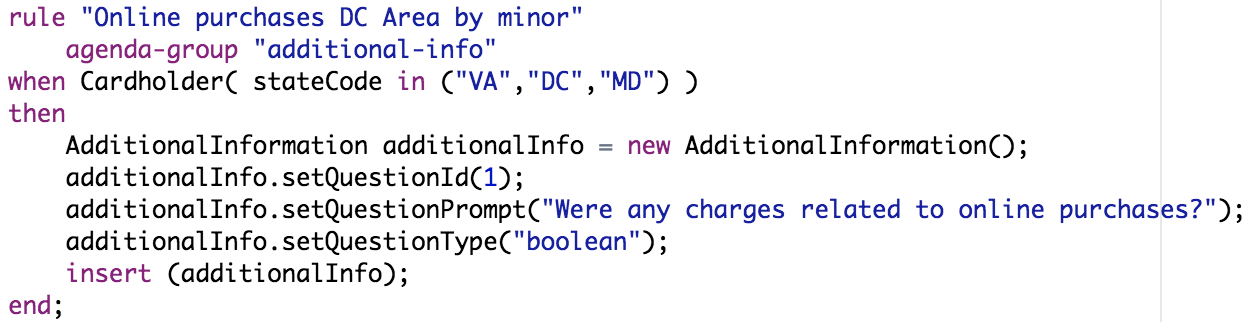 rule "Online purchases DC Area by minor"
    agenda-group "additional-info"
when Cardholder( stateCode in ("VA","DC","MD") )
then
    AdditionalInformation additionalInfo = new AdditionalInformation();
    additionalInfo.setQuestionId(1);
    additionalInfo.setQuestionPrompt("Were any charges related to online purchases?");
    additionalInfo.setQuestionType("boolean");
    insert (additionalInfo);
end;